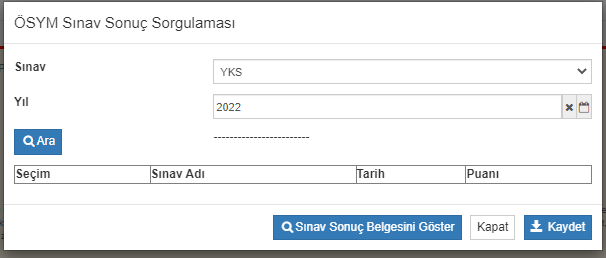 ÖSYM Sınav Sonuç Sorgulaması
Sınav YKS
Yıl 2022
Ara ------------------------
Seçim Sınav Adı Tarih Puanı
Sınav Sonuç Belgesini Göster Kapat Kaydet